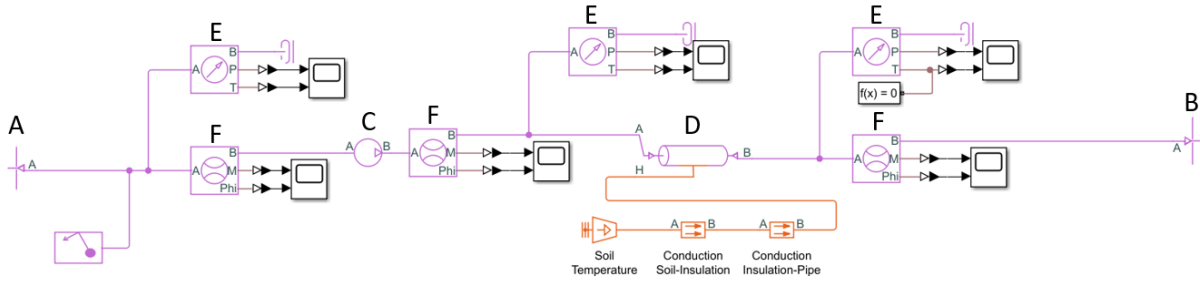 E
B
A P
T
F
B
A M
Phi
A
A
C
A B
F
B
A M
Phi
E
B
A P
T
D
A
B
H
E
B
A P
T
f(x) = 0
F
B
A M
Phi
B
A
A B
A B
Soil
Temperature
Conduction
Soil-Insulation
Conduction
Insulation-Pipe